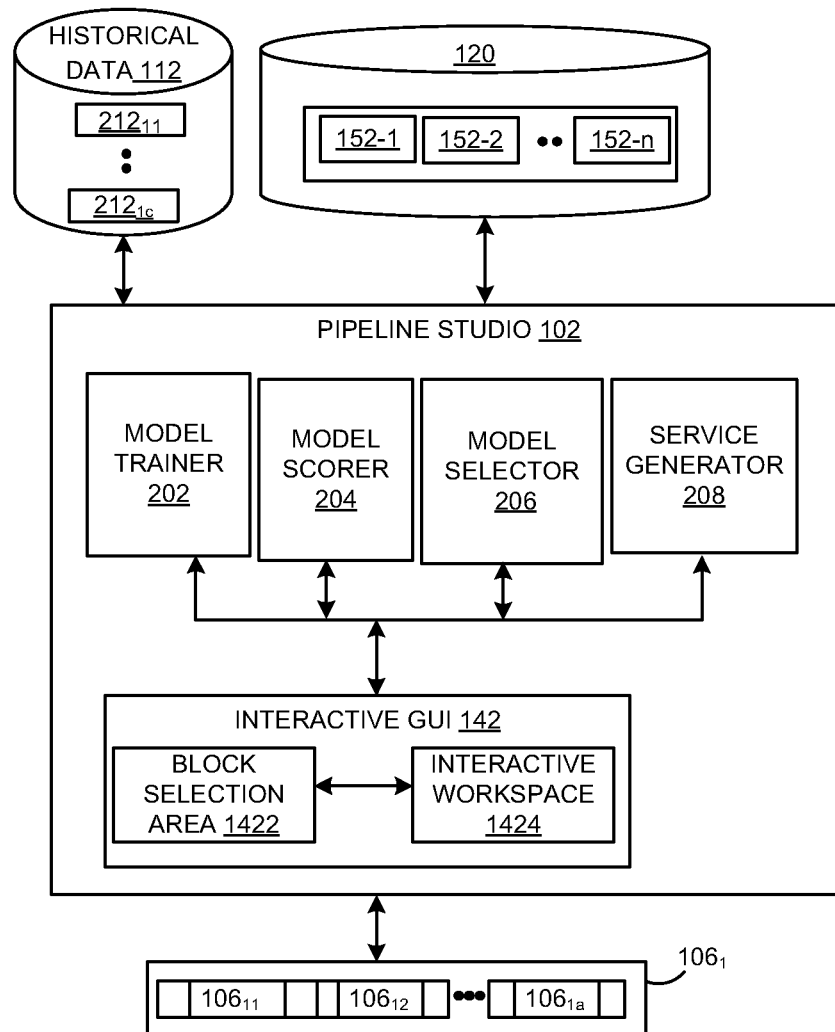 HISTORICAL
DATA 112
212₁₁
212₁c
120
152-1 152-2 152-n
PIPELINE STUDIO 102
MODEL
TRAINER
202
MODEL
SCORER
204
MODEL
SELECTOR
206
SERVICE
GENERATOR
208
INTERACTIVE GUI 142
BLOCK
SELECTION
AREA 1422
INTERACTIVE
WORKSPACE
1424
106₁
106₁₁ 106₁₂ 106₁ₐ